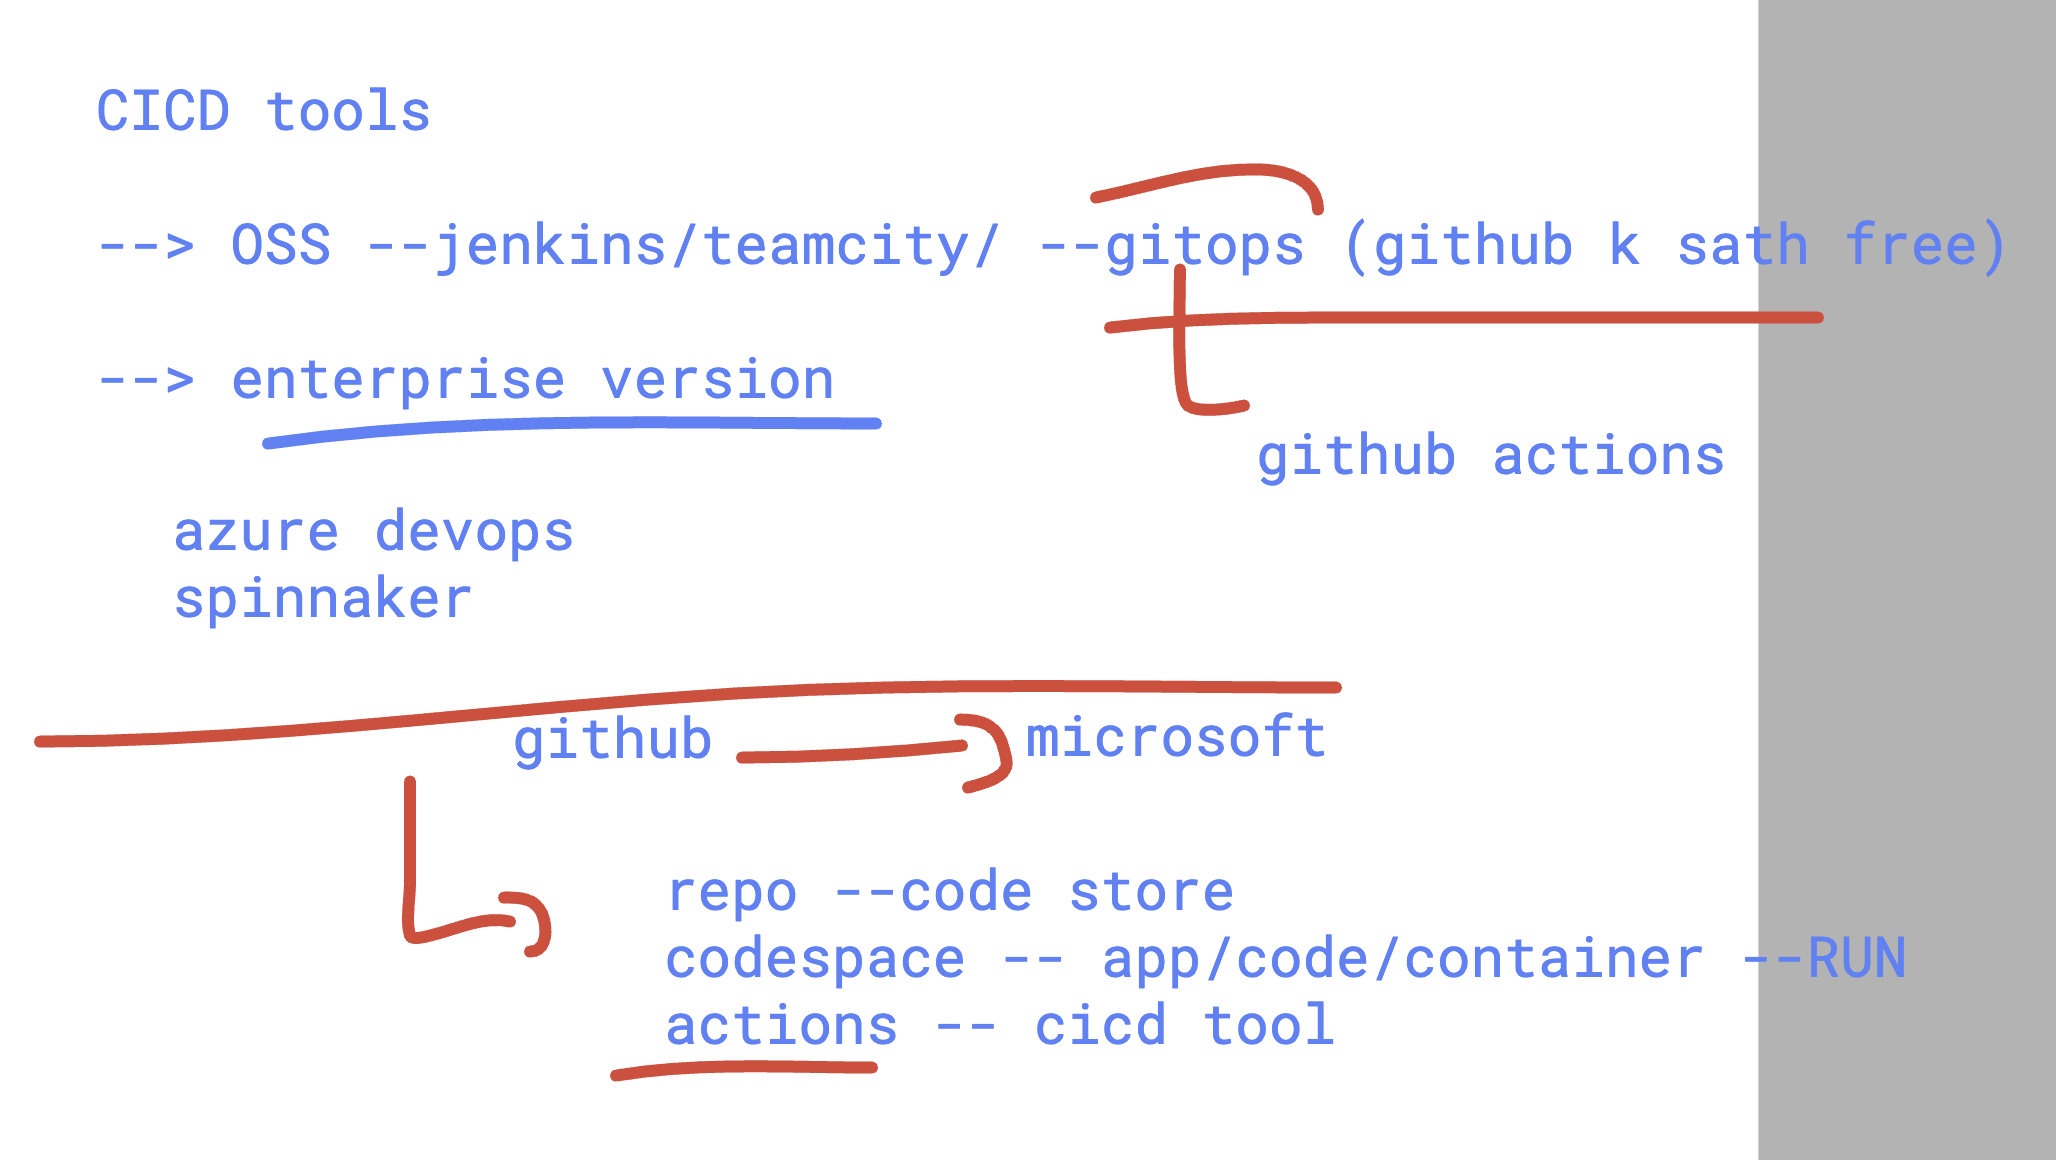 CICD tools
--> OSS --jenkins/teamcity/ --gitops (github k sath free)
--> enterprise version
github actions
azure devops
spinnaker
github microsoft
repo --code store
codespace -- app/code/container --RUN
actions -- cicd tool